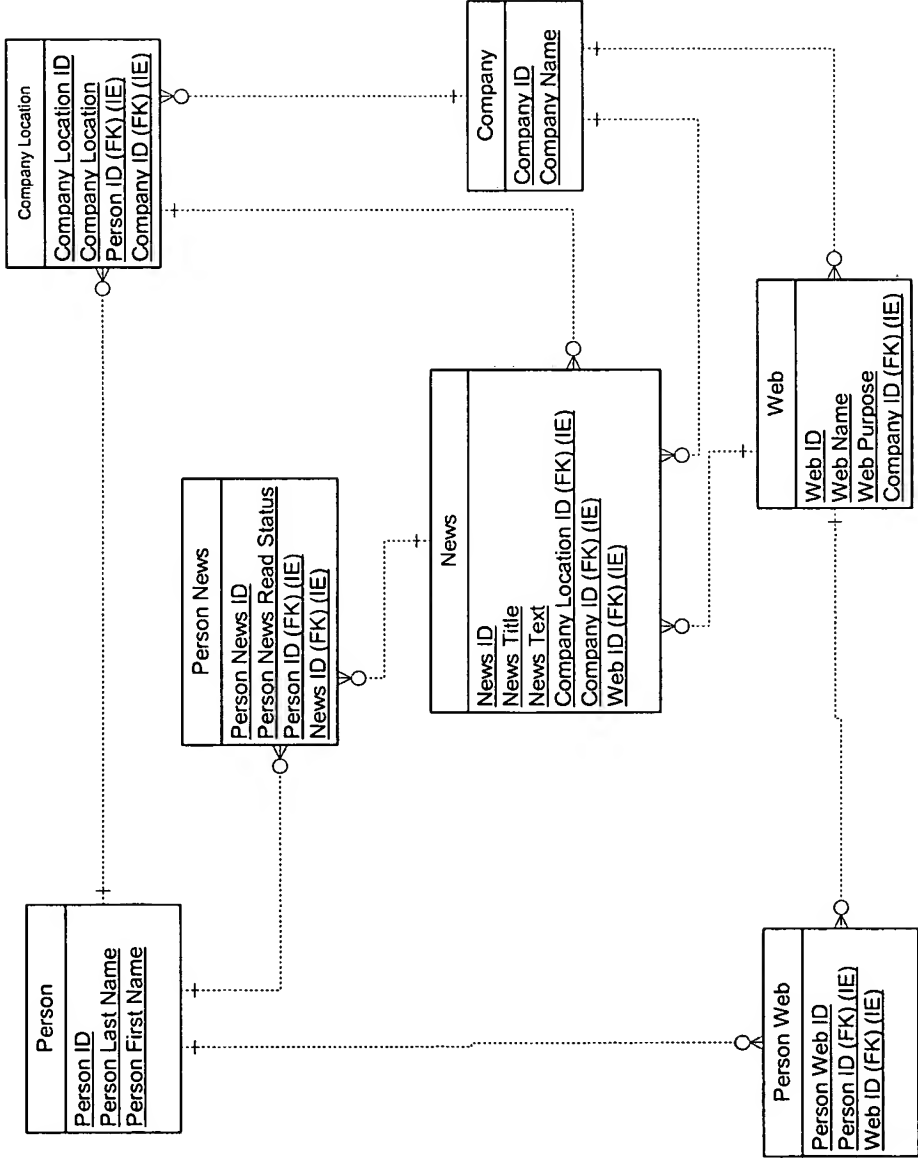 Person
Person ID
Person Last Name
Person First Name
Person News
Person News ID
Person News Read Status
Person ID (FK) (IE)
News ID (FK) (IE)
Company Location
Company Location ID
Company Location
Person ID (FK) (IE)
Company ID (FK) (IE)
News
News ID
News Title
News Text
Company Location ID (FK) (IE)
Company ID (FK) (IE)
Web ID (FK) (IE)
Company
Company ID
Company Name
Person Web
Person Web ID
Person ID (FK) (IE)
Web ID (FK) (IE)
Web
Web ID
Web Name
Web Purpose
Company ID (FK) (IE)